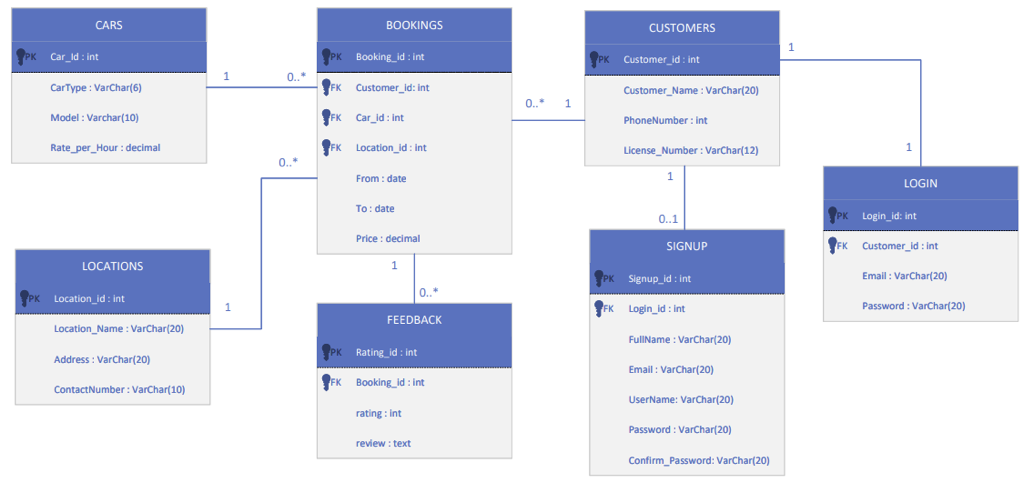 CARS
PK Car_Id : int
CarType : VarChar(6)
Model : Varchar(10)
Rate_per_Hour : decimal
1
0..*
BOOKINGS
PK Booking_id : int
FK Customer_id: int
FK Car_id : int
FK Location_id : int
From : date
To : date
Price : decimal
0..*
1
CUSTOMERS
PK Customer_id : int
Customer_Name : VarChar(20)
PhoneNumber : int
License_Number : VarChar(12)
1
1
LOGIN
PK Login_id: int
FK Customer_id : int
Email : VarChar(20)
Password : VarChar(20)
1
0..1
SIGNUP
PK Signup_id : int
FK Login_id : int
FullName : VarChar(20)
Email : VarChar(20)
UserName: VarChar(20)
Password : VarChar(20)
Confirm_Password: VarChar(20)
0..*
1
LOCATIONS
PK Location_id : int
Location_Name : VarChar(20)
Address : VarChar(20)
ContactNumber : VarChar(10)
1
0..*
FEEDBACK
PK Rating_id : int
FK Booking_id : int
rating : int
review : text